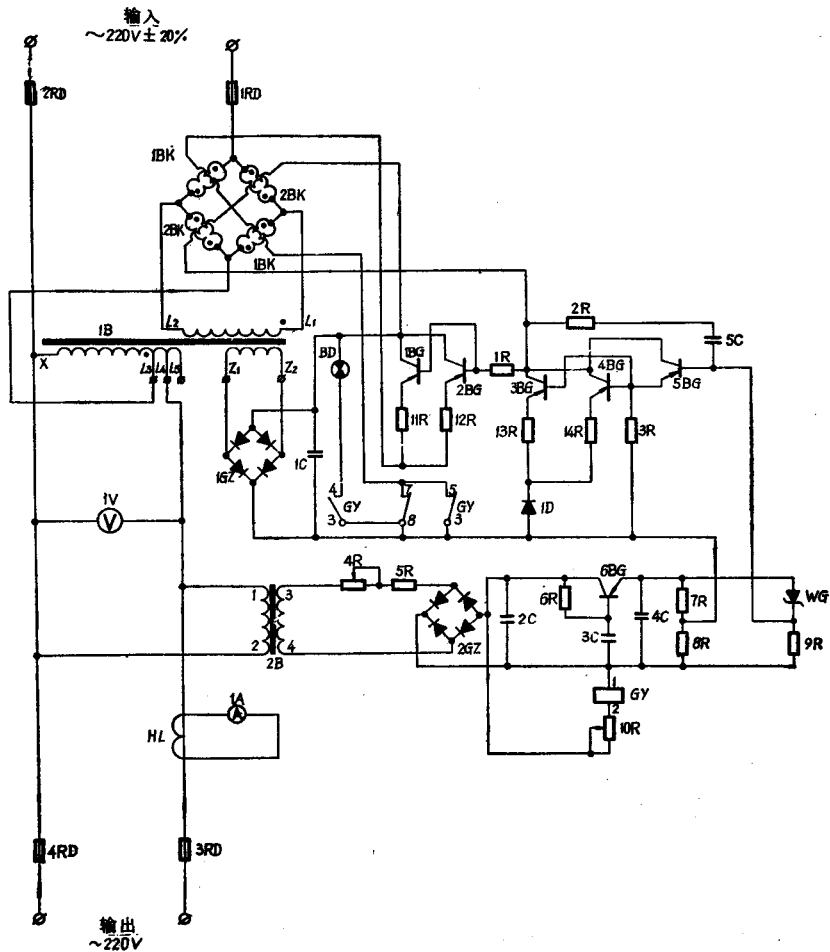 输入
～220V±20%
2RD
1RD
1BK
2BK
2BK
1BK
L2
L1
1B
X
L3
L4
L5
Z1
Z2
BD
1BG
2BG
1R
2R
5C
3BG
4BG
5BG
11R
12R
13R
14R
3R
1GZ
1C
4
3
GY
7
8
5
GY
3
1D
1V
V
1
3
2
4
2B
4R
5R
2GZ
2C
6R
6BG
3C
4C
7R
8R
WG
9R
1
GY
2
10R
1A
A
HL
4RD
3RD
输出
～220V